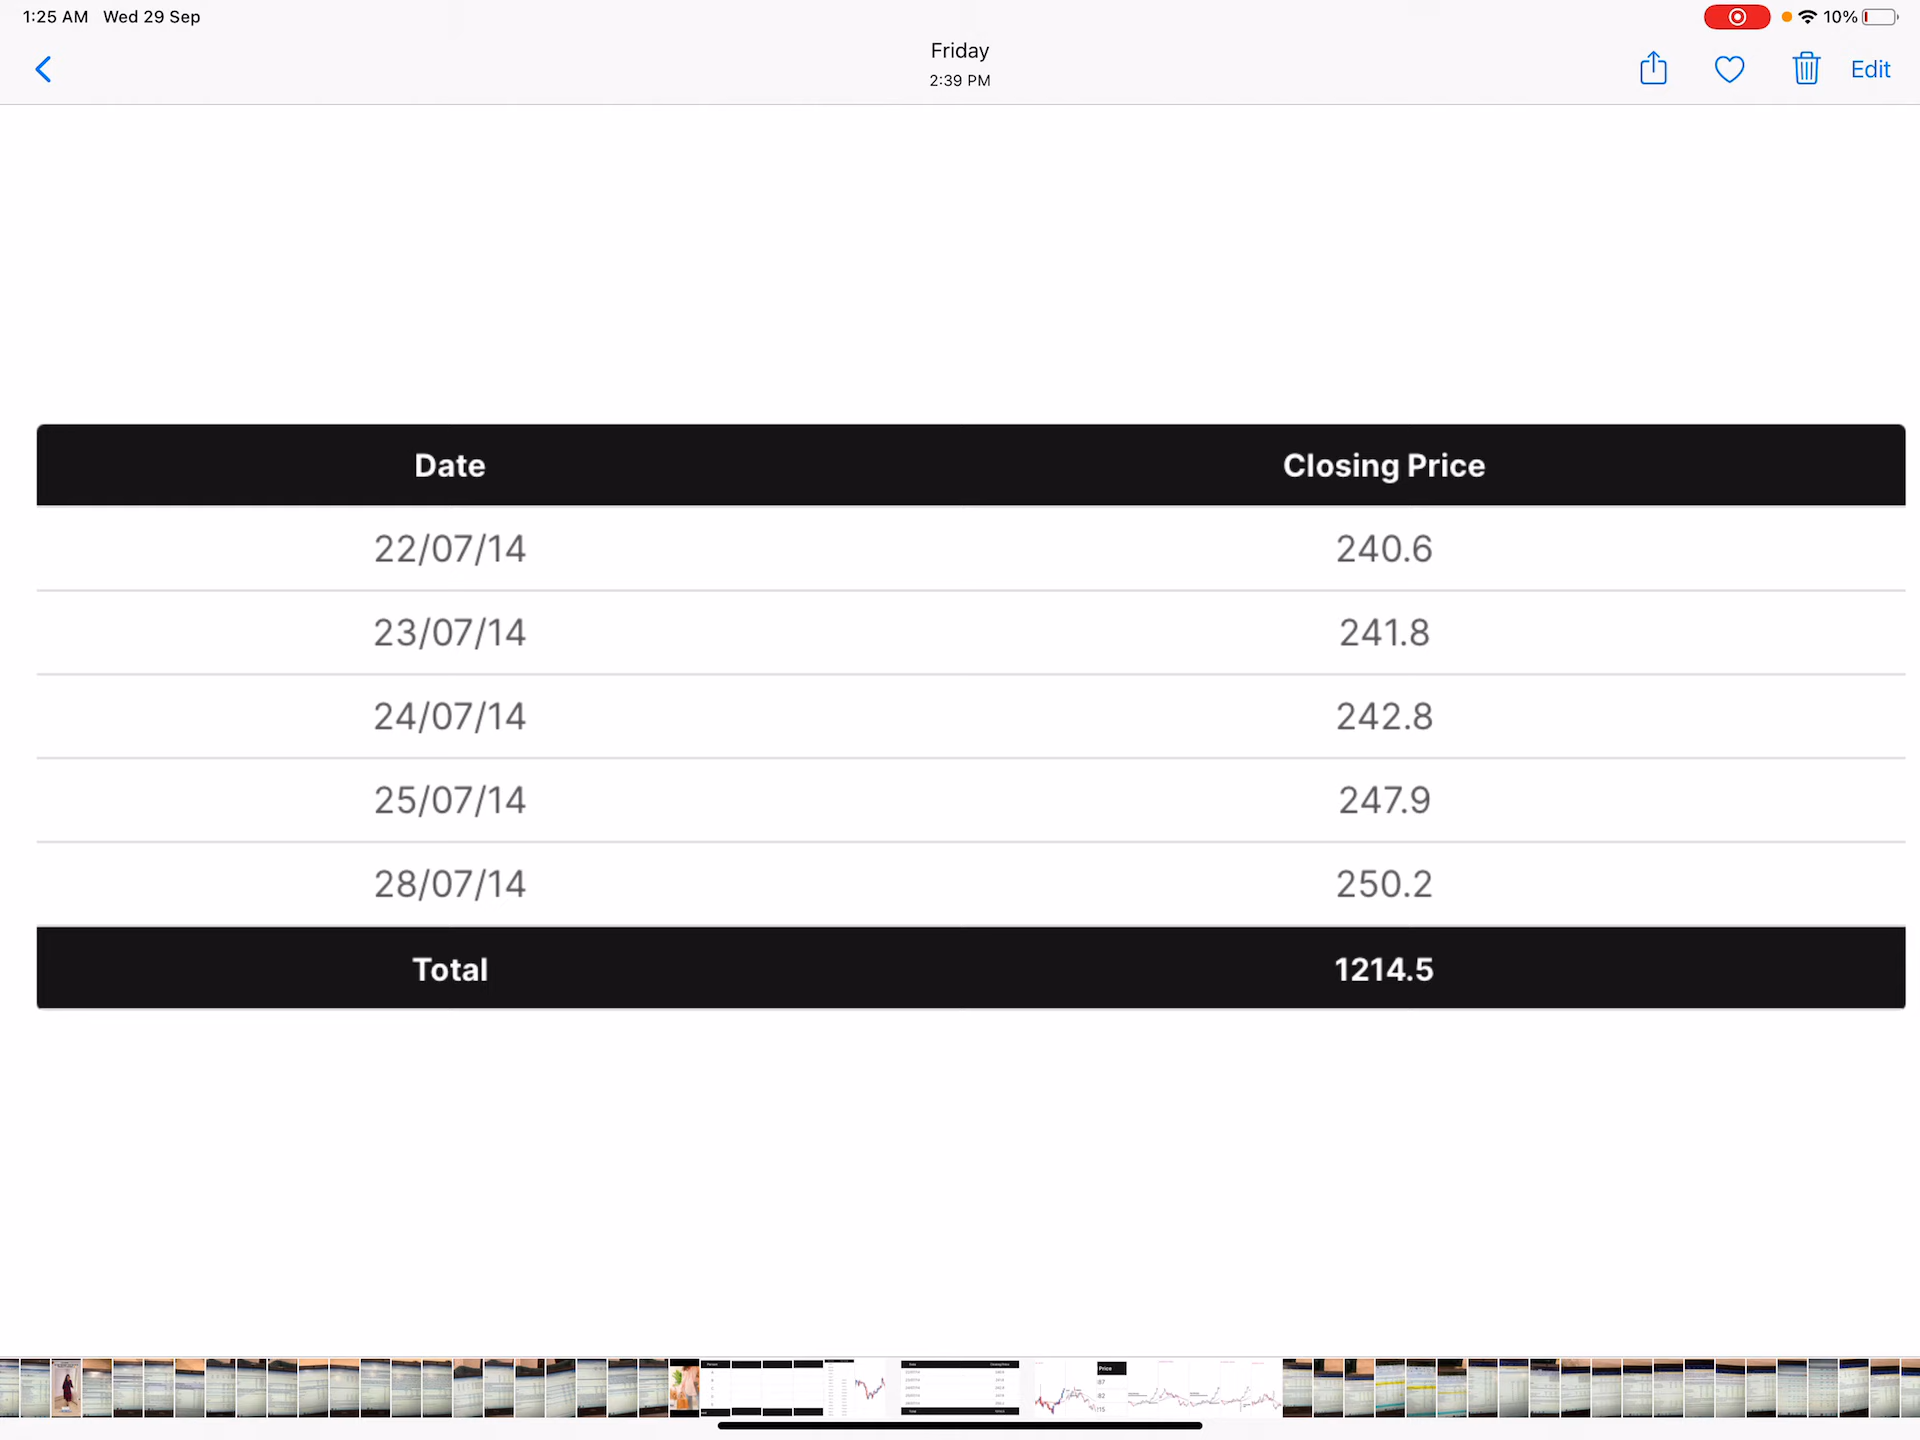 1:25 AM Wed 29 Sep
10%
Friday
2:39 PM
Edit
Date Closing Price
22/07/14 240.6
23/07/14 241.8
24/07/14 242.8
25/07/14 247.9
28/07/14 250.2
Total 1214.5
Price